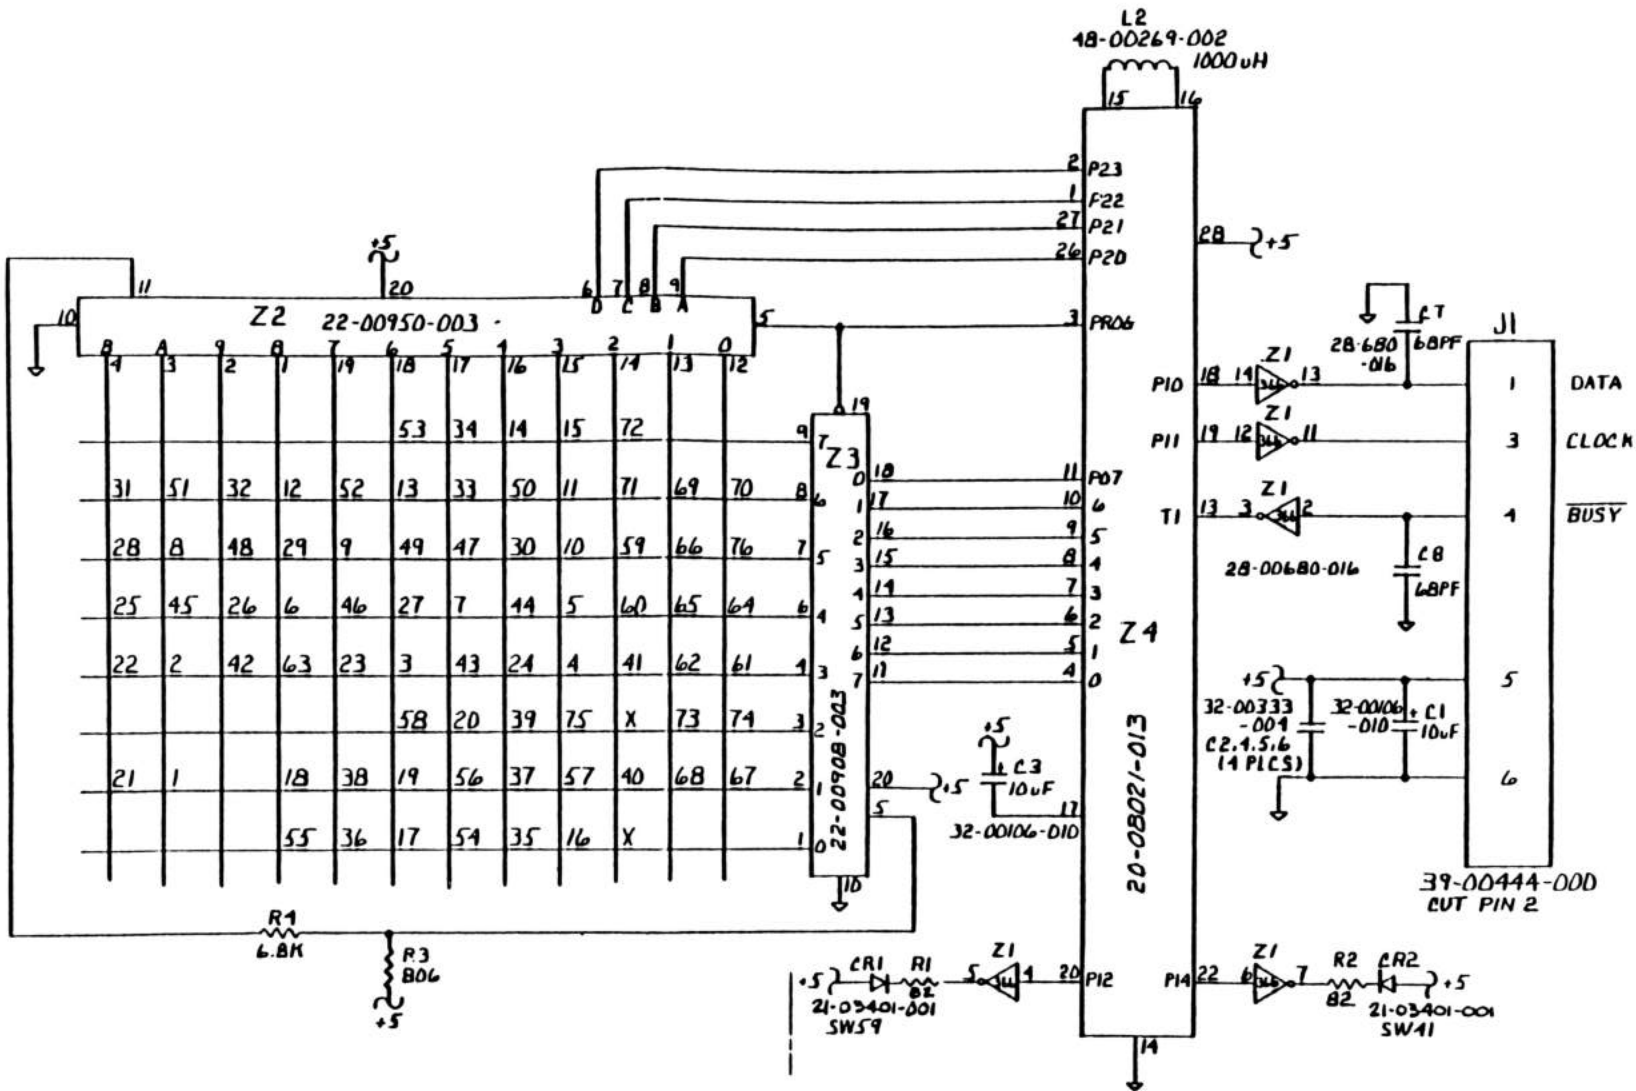 L2
48-00269-002
1000uH
15 16
2 P23
1 P22
27 P21
26 P20
28 +5
+5
11 20 6 7 8 9
D C B A
10 Z2 22-00950-003 5
3 PROG
B A 9 8 7 6 5 4 3 2 1 0
4 3 2 1 19 18 17 16 15 14 13 12
C7
68PF
28-680
-016
J1
P10 18 14 Z1 366 13 1 DATA
P11 19 12 Z1 366 11 3 CLOCK
T1 13 3 Z1 366 2 4 BUSY
28-00680-016
C8
68PF
19
53 34 14 15 72 9 7
Z3
31 51 32 12 52 13 33 50 11 71 69 70 8 6
28 8 48 29 9 49 47 30 10 59 66 76 7 5
25 45 26 6 46 27 7 44 5 60 65 64 6 4
22 2 42 63 23 3 43 24 4 41 62 61 4 3
58 20 39 75 X 73 74 3 2
21 1 18 38 19 56 37 57 40 68 67 2 1
55 36 17 54 35 16 X 1 0
0 18 11 P07
1 17 10 6
2 16 9 5
3 15 8 4
4 14 7 3
5 13 6 2
6 12 5 1
7 11 4 0
Z4
20-08021-013
22-00908-003
20 +5
5
10
+5
+ C3
10uF
17
32-00106-010
+5 5
32-00333
-004
C2,4,5,6
(4 PLCS)
32-00106
-010
+ C1
10uF
6
39-00444-000
CUT PIN 2
R4
6.8K
R3
806
+5
+5 CR1 R1 5 Z1 366 4 20 P12
82
21-03401-001
SW59
P14 22 6 Z1 366 7 R2 CR2 +5
82
21-03401-001
SW41
14